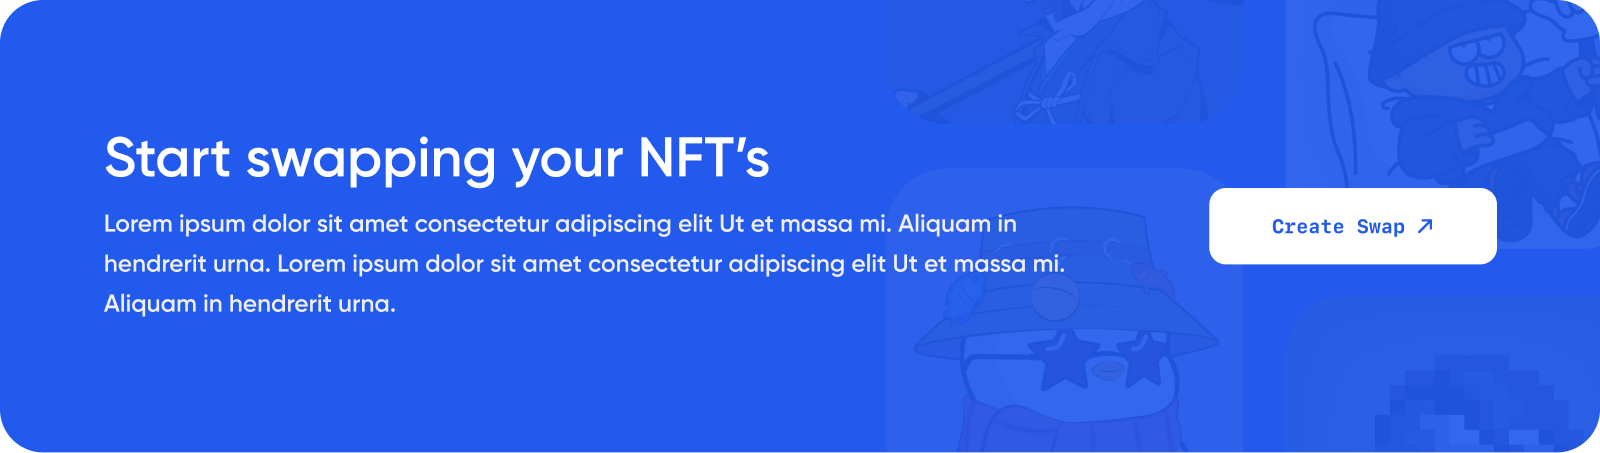 Start swapping your NFT’s
Lorem ipsum dolor sit amet consectetur adipiscing elit Ut et massa mi. Aliquam in
hendrerit urna. Lorem ipsum dolor sit amet consectetur adipiscing elit Ut et massa mi.
Aliquam in hendrerit urna.
Create Swap ↗